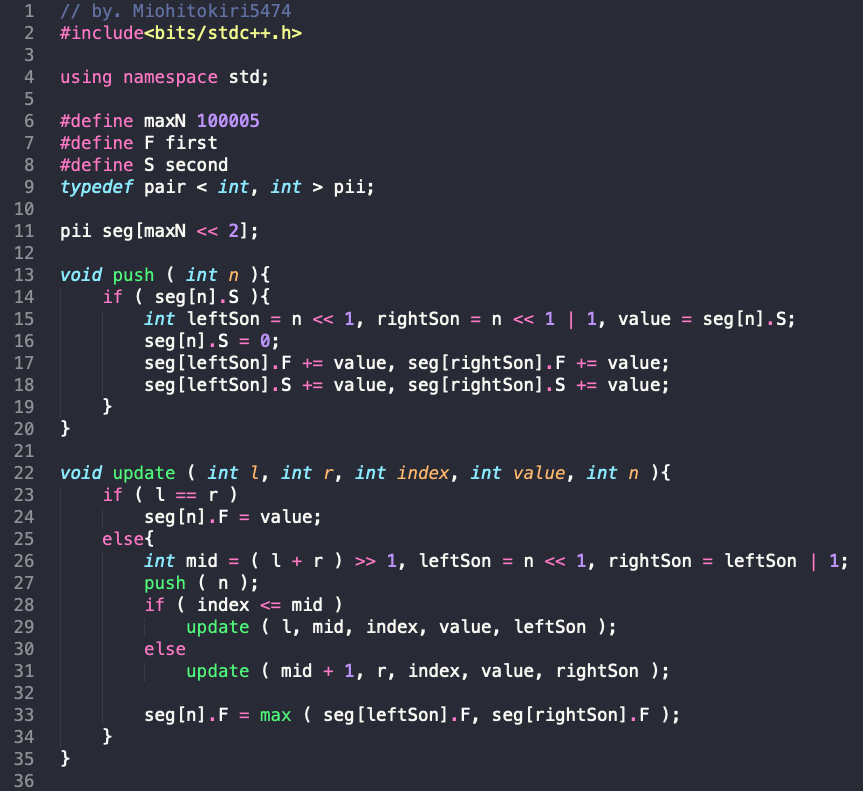 1 // by. Miohitokiri5474
2 #include<bits/stdc++.h>
3
4 using namespace std;
5
6 #define maxN 100005
7 #define F first
8 #define S second
9 typedef pair < int, int > pii;
10
11 pii seg[maxN << 2];
12
13 void push ( int n ){
14     if ( seg[n].S ){
15         int leftSon = n << 1, rightSon = n << 1 | 1, value = seg[n].S;
16         seg[n].S = 0;
17         seg[leftSon].F += value, seg[rightSon].F += value;
18         seg[leftSon].S += value, seg[rightSon].S += value;
19     }
20 }
21
22 void update ( int l, int r, int index, int value, int n ){
23     if ( l == r )
24         seg[n].F = value;
25     else{
26         int mid = ( l + r ) >> 1, leftSon = n << 1, rightSon = leftSon | 1;
27         push ( n );
28         if ( index <= mid )
29             update ( l, mid, index, value, leftSon );
30         else
31             update ( mid + 1, r, index, value, rightSon );
32
33         seg[n].F = max ( seg[leftSon].F, seg[rightSon].F );
34     }
35 }
36